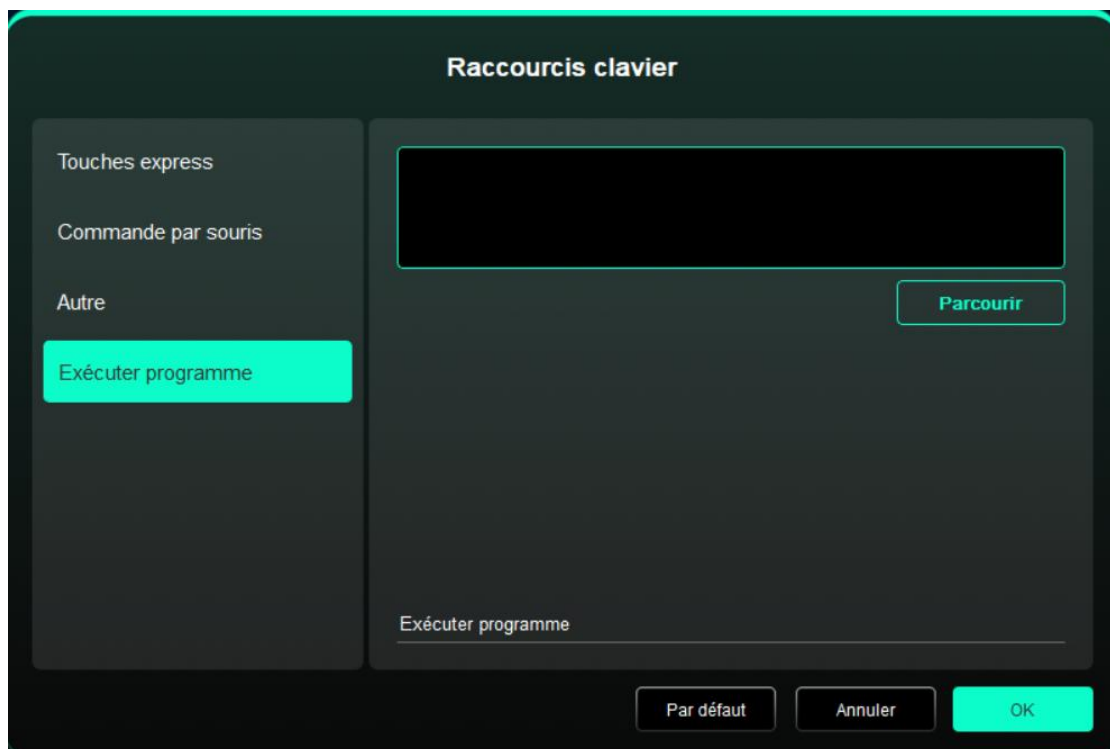 Raccourcis clavier
Touches express
Commande par souris
Autre
Exécuter programme
Parcourir
Exécuter programme
Par défaut
Annuler
OK